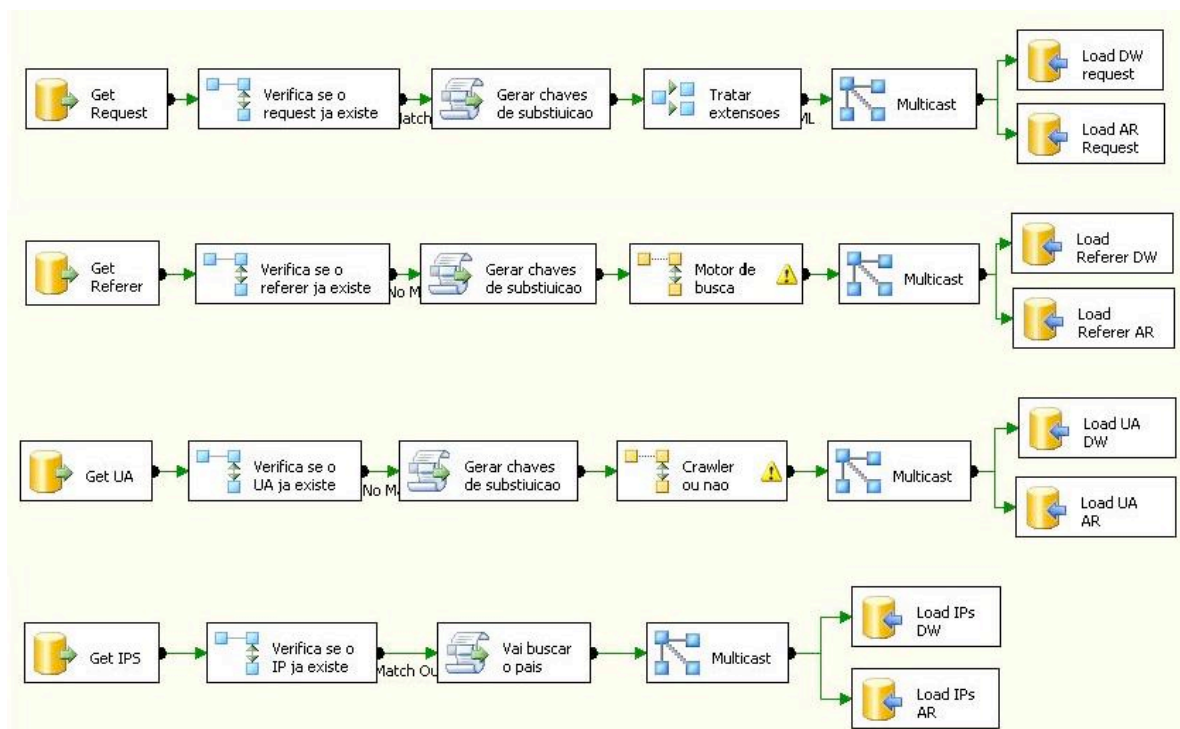 Get
Request
Verifica se o
request ja existe
atch
Gerar chaves
de substiuicao
Tratar
extensoes
ML
Multicast
Load DW
request
Load AR
Request
Get
Referer
Verifica se o
referer ja existe
No M
Gerar chaves
de substiuicao
Motor de
busca
Multicast
Load
Referer DW
Load
Referer AR
Get UA
Verifica se o
UA ja existe
No Ma
Gerar chaves
de substiuicao
Crawler
ou nao
Multicast
Load UA
DW
Load UA
AR
Get IPS
Verifica se o
IP ja existe
Match Ou
Vai buscar
o pais
Multicast
Load IPs
DW
Load IPs
AR